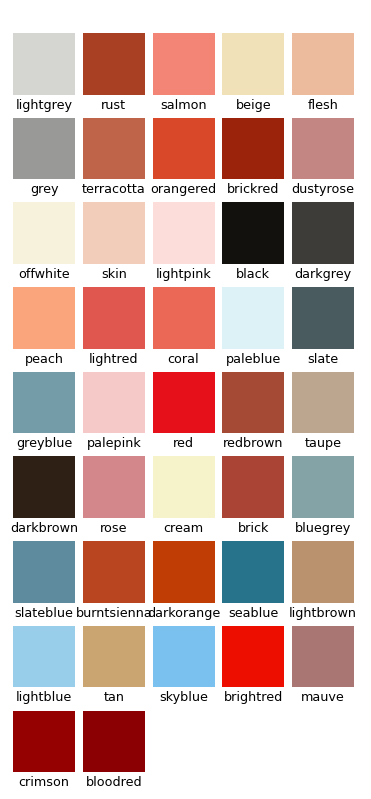 lightgrey rust salmon beige flesh
grey terracotta orangered brickred dustyrose
offwhite skin lightpink black darkgrey
peach lightred coral paleblue slate
greyblue palepink red redbrown taupe
darkbrown rose cream brick bluegrey
slateblue burntsienna darkorange seablue lightbrown
lightblue tan skyblue brightred mauve
crimson bloodred